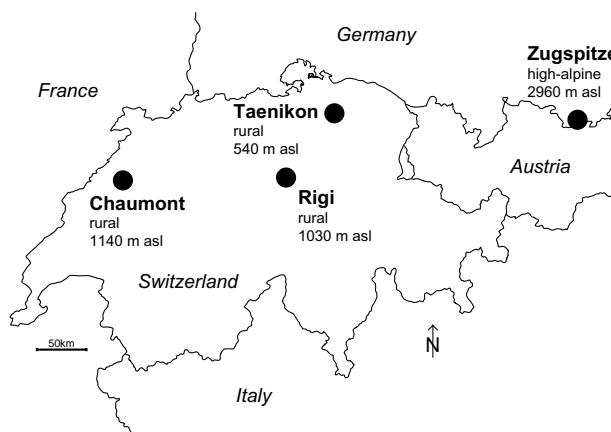 Germany
Zugspitze
high-alpine
2960 m asl
France
Taenikon
rural
540 m asl
Austria
Chaumont
rural
1140 m asl
Rigi
rural
1030 m asl
Switzerland
50km
N
Italy